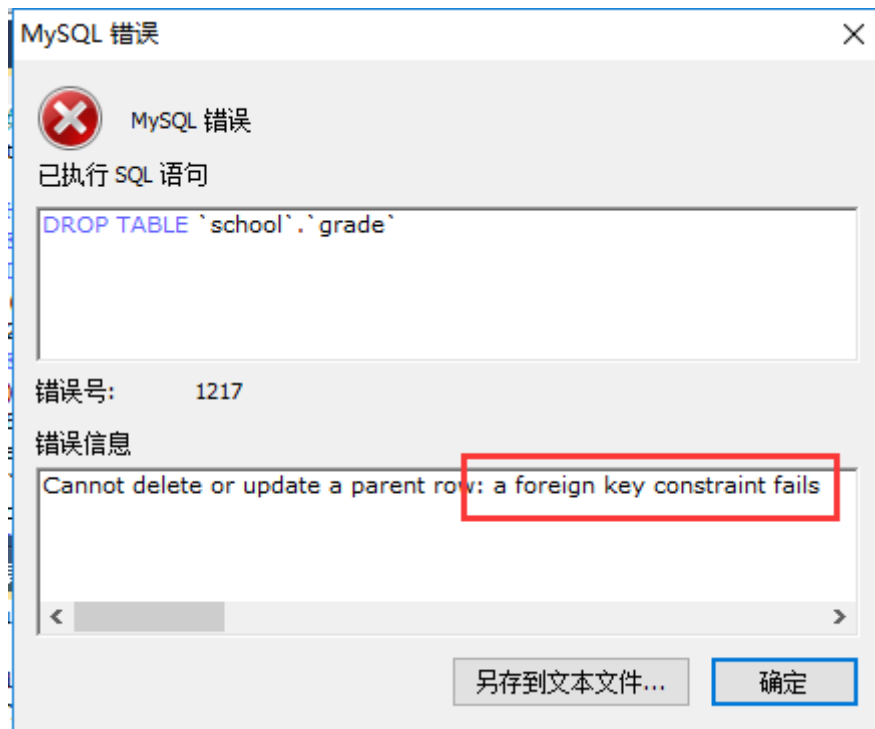 MySQL 错误
MySQL 错误
已执行 SQL 语句
DROP TABLE `school`.`grade`
错误号: 1217
错误信息
Cannot delete or update a parent row: a foreign key constraint fails
另存到文本文件...
确定